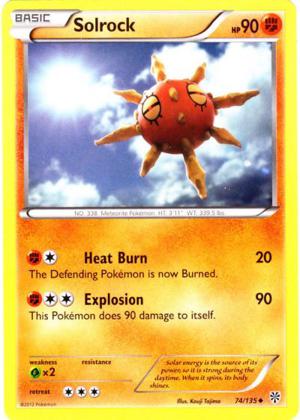 BASIC
Solrock
HP90
NO. 338 Meteorite Pokémon. HT. 3'11" WT. 339.5 lbs.
Heat Burn 20
The Defending Pokémon is now Burned.
Explosion 90
This Pokémon does 90 damage to itself.
weakness resistance
×2
retreat
Solar energy is the source of its
power, so it is strong during the
daytime. When it spins, its body
shines.
©2012 Pokémon
Illus. Kouji Tajima
74/135